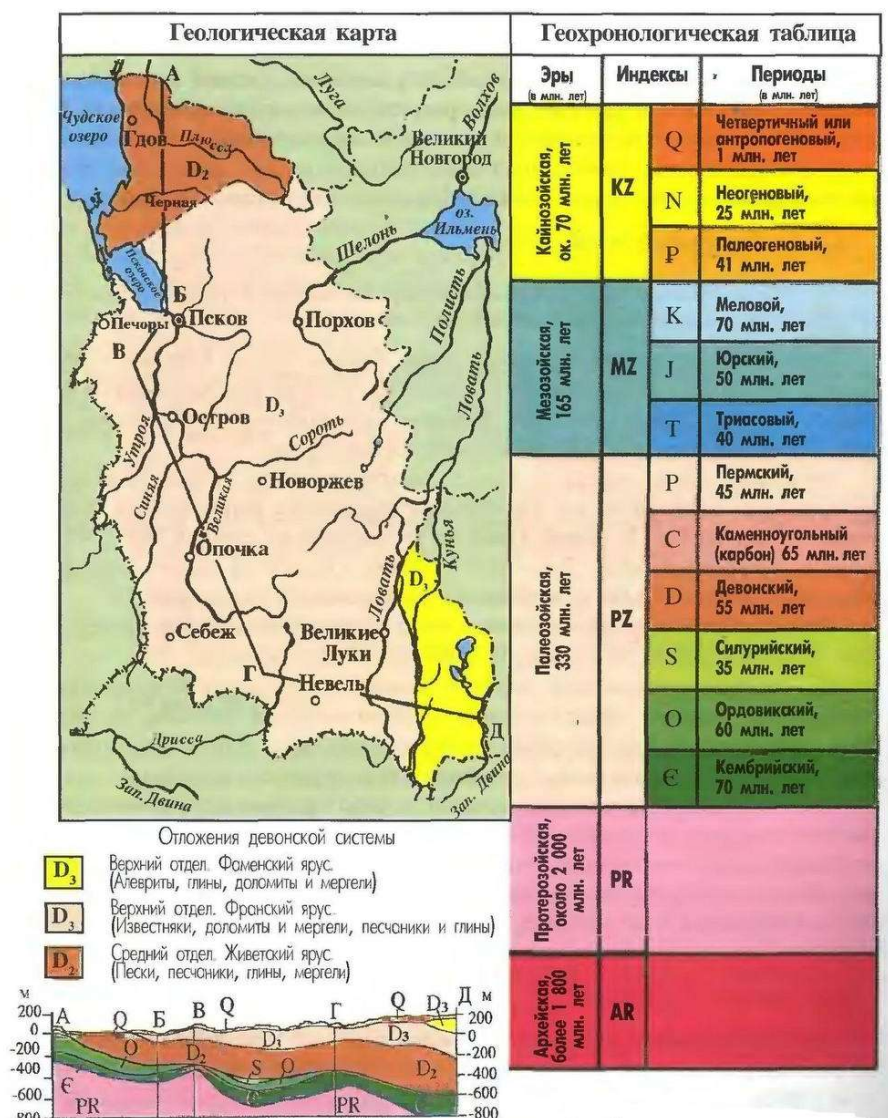 Геологическая карта
А
Луга
Волхов
Чудское
озеро
Гдов
Плюсса
D2
Великий
Новгород
Черная
оз.
Ильмень
Псковское
озеро
Шелонь
Б
Печоры
Псков
Порхов
Полисть
В
Ловать
Остров
D3
Утроя
Сороть
Синяя
Великая
Новоржев
Опочка
Кунья
D3
Ловать
Себеж
Великие
Луки
Г
Невель
Д
Дрисса
Зап. Двина
Зап. Двина
Отложения девонской системы
D3 Верхний отдел. Фаменский ярус.
(Алевриты, глины, доломиты и мергели)
D3 Верхний отдел. Франский ярус.
(Известняки, доломиты и мергели, песчаники и глины)
D2 Средний отдел. Живетский ярус.
(Пески, песчаники, глины, мергели)
м А Q Б В Q Г Q D3 Д м
200 200
0 0
-200 -200
-400 -400
-600 -600
-800 -800
О D2 D3 D3
S О D2
Є PR PR
Геохронологическая таблица
Эры
(в млн. лет)
Индексы
Периоды
(в млн. лет)
Кайнозойская,
ок. 70 млн. лет
KZ
Q Четвертичный или
антропогеновый,
1 млн. лет
N Неогеновый,
25 млн. лет
P Палеогеновый,
41 млн. лет
Мезозойская,
165 млн. лет
MZ
K Меловой,
70 млн. лет
J Юрский,
50 млн. лет
T Триасовый,
40 млн. лет
Палеозойская,
330 млн. лет
PZ
P Пермский,
45 млн. лет
C Каменноугольный
(карбон) 65 млн. лет
D Девонский,
55 млн. лет
S Силурийский,
35 млн. лет
O Ордовикский,
60 млн. лет
Є Кембрийский,
70 млн. лет
Протерозойская,
около 2 000
млн. лет
PR
Архейская,
более 1 800
млн. лет
AR